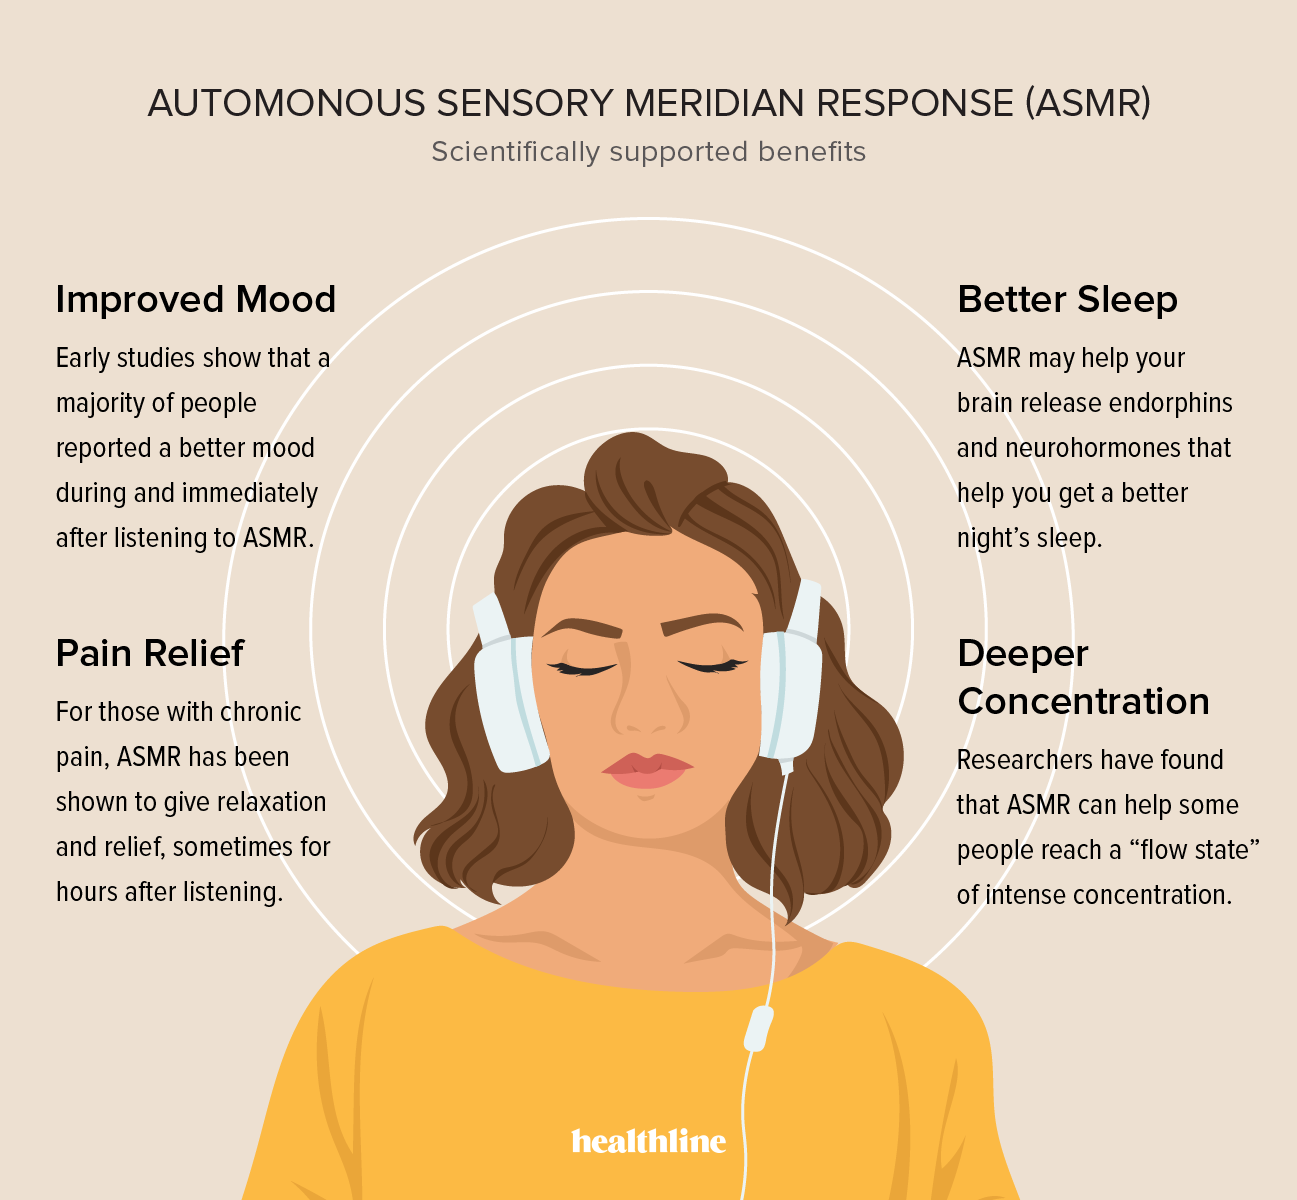 AUTOMONOUS SENSORY MERIDIAN RESPONSE (ASMR)
Scientifically supported benefits
Improved Mood
Early studies show that a
majority of people
reported a better mood
during and immediately
after listening to ASMR.
Better Sleep
ASMR may help your
brain release endorphins
and neurohormones that
help you get a better
night’s sleep.
Pain Relief
For those with chronic
pain, ASMR has been
shown to give relaxation
and relief, sometimes for
hours after listening.
Deeper
Concentration
Researchers have found
that ASMR can help some
people reach a “flow state”
of intense concentration.
healthline